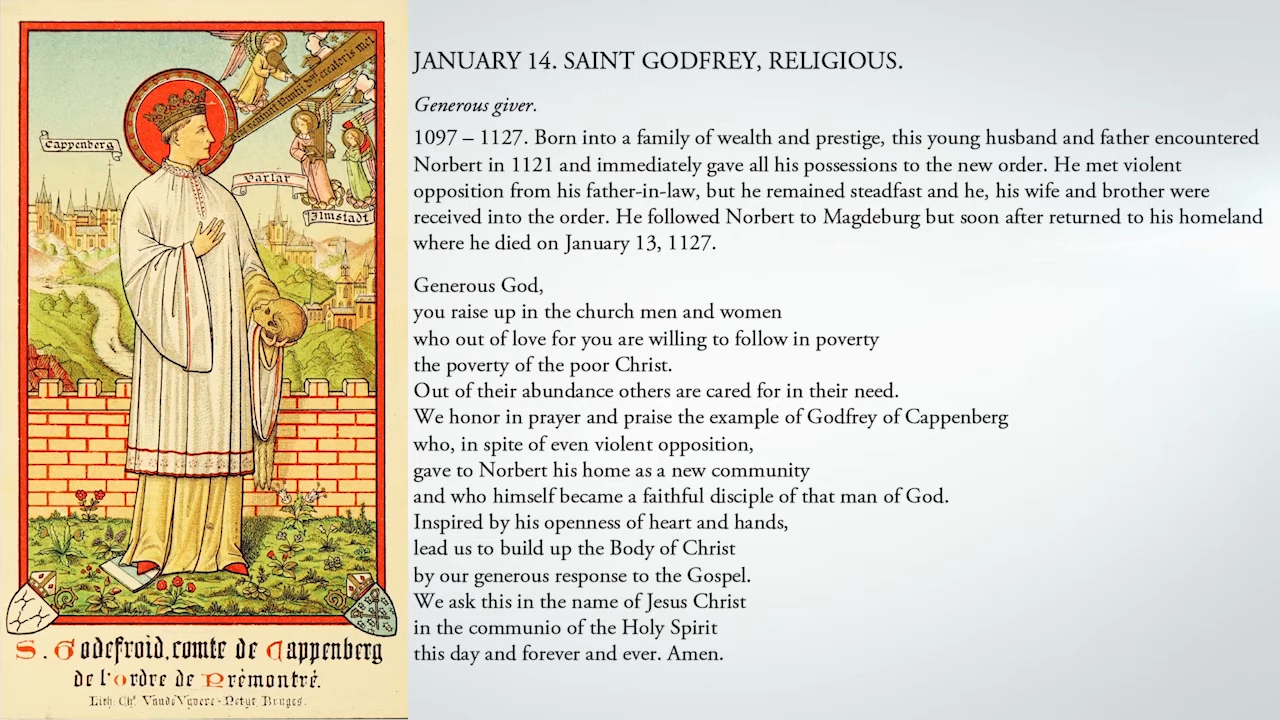 Cappenberg
Varlar
Ilmstadt
creatoris mei
S. Godefroid, comte de Cappenberg
de l'ordre de Prémontré.
Lith: Ch. VandeVyvere-Petyt, Bruges.
JANUARY 14. SAINT GODFREY, RELIGIOUS.
Generous giver.
1097 – 1127. Born into a family of wealth and prestige, this young husband and father encountered
Norbert in 1121 and immediately gave all his possessions to the new order. He met violent
opposition from his father-in-law, but he remained steadfast and he, his wife and brother were
received into the order. He followed Norbert to Magdeburg but soon after returned to his homeland
where he died on January 13, 1127.
Generous God,
you raise up in the church men and women
who out of love for you are willing to follow in poverty
the poverty of the poor Christ.
Out of their abundance others are cared for in their need.
We honor in prayer and praise the example of Godfrey of Cappenberg
who, in spite of even violent opposition,
gave to Norbert his home as a new community
and who himself became a faithful disciple of that man of God.
Inspired by his openness of heart and hands,
lead us to build up the Body of Christ
by our generous response to the Gospel.
We ask this in the name of Jesus Christ
in the communio of the Holy Spirit
this day and forever and ever. Amen.